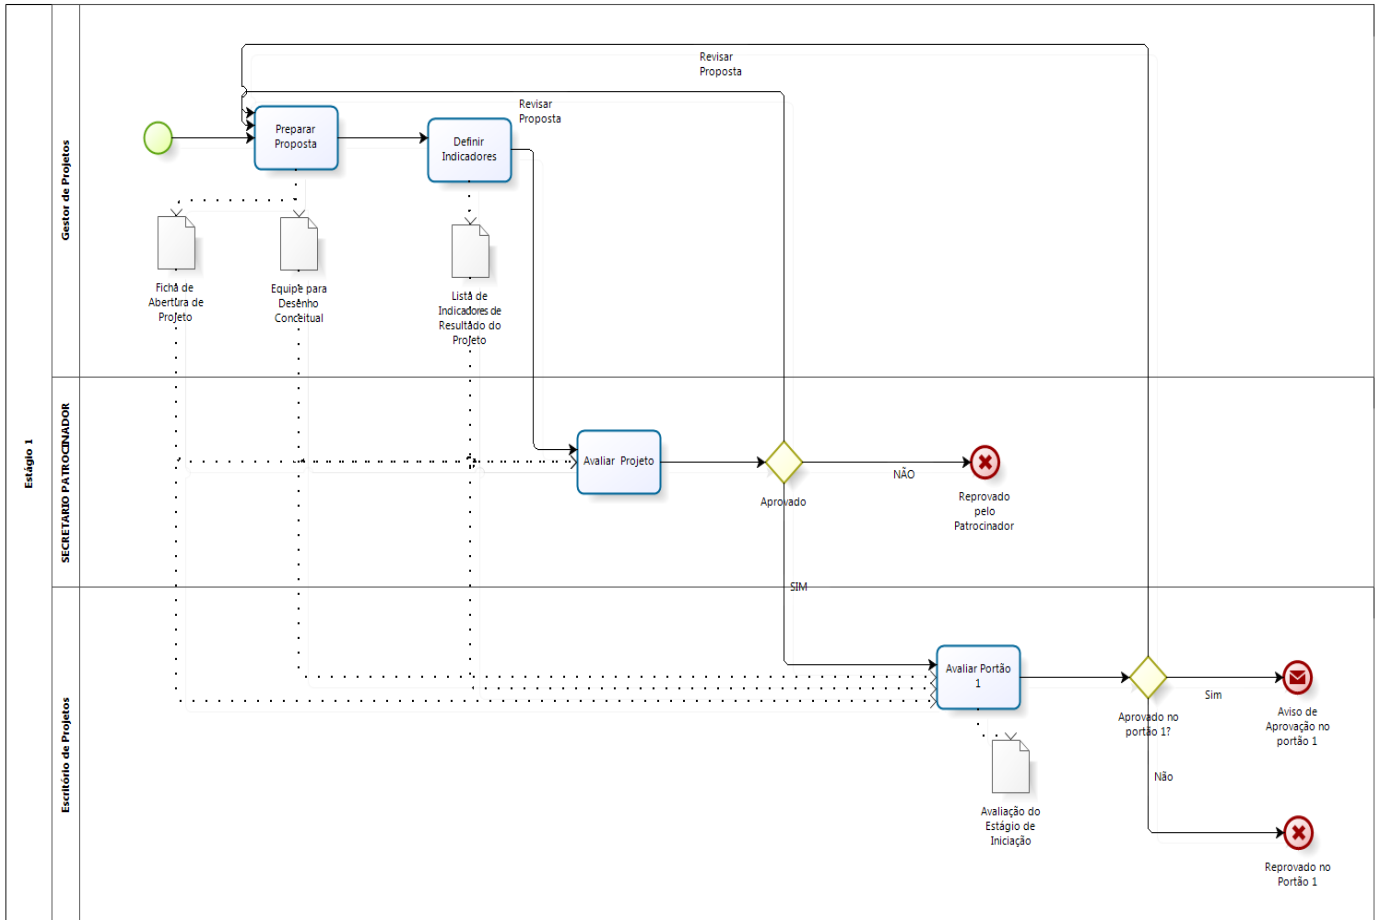 Estágio 1
Gestor de Projetos
Revisar
Proposta
Revisar
Proposta
Preparar
Proposta
Definir
Indicadores
Ficha de
Abertura de
Projeto
Equipe para
Desenho
Conceitual
Lista de
Indicadores de
Resultado do
Projeto
SECRETARIO PATROCINADOR
Avaliar Projeto
Aprovado
NÃO
Reprovado
pelo
Patrocinador
SIM
Escritório de Projetos
Avaliar Portão
1
Aprovado no
portão 1?
Sim
Aviso de
Aprovação no
portão 1
Não
Avaliação do
Estágio de
Iniciação
Reprovado no
Portão 1